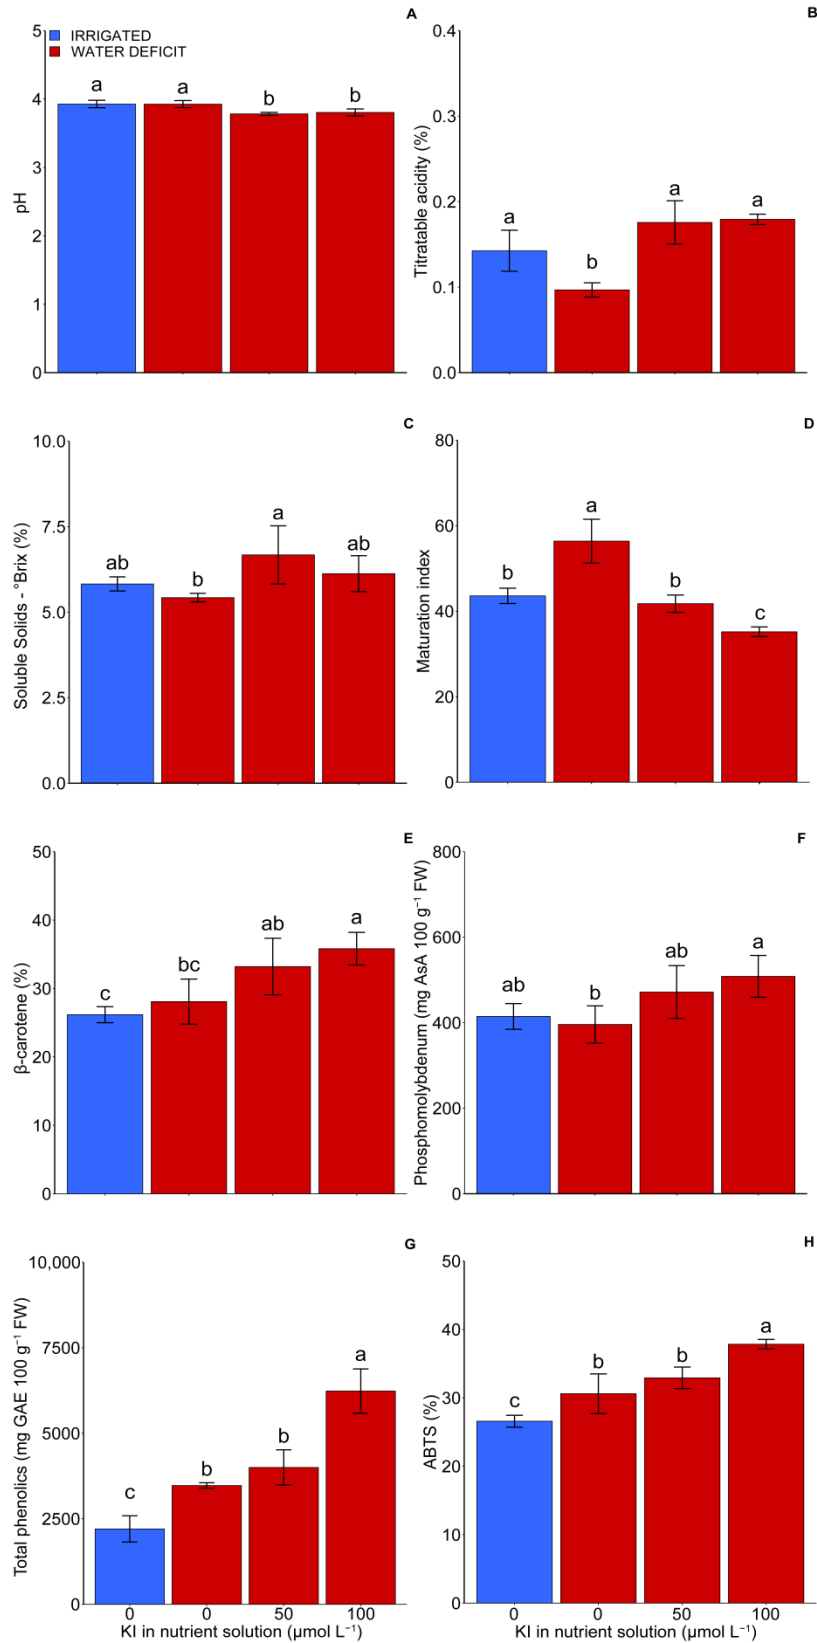 A
IRRIGATED
WATER DEFICIT
5
4
3
2
1
0
pH
a
a
b
b
B
0.4
0.3
0.2
0.1
0.0
Titratable acidity (%)
a
b
a
a
C
10.0
7.5
5.0
2.5
0.0
Soluble Solids - °Brix (%)
ab
b
a
ab
D
80
60
40
20
0
Maturation index
b
a
b
c
E
50
40
30
20
10
0
β-carotene (%)
c
bc
ab
a
F
800
600
400
200
0
Phosphomolybdenum (mg AsA 100 g⁻¹ FW)
ab
b
ab
a
G
10,000
7500
5000
2500
0
Total phenolics (mg GAE 100 g⁻¹ FW)
c
b
b
a
0 0 50 100
KI in nutrient solution (µmol L⁻¹)
H
50
40
30
20
10
0
ABTS (%)
c
b
b
a
0 0 50 100
KI in nutrient solution (µmol L⁻¹)